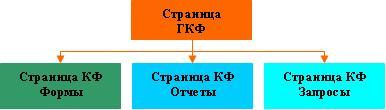 Страница
ГКФ
Страница КФ
Формы
Страница КФ
Отчеты
Страница КФ
Запросы